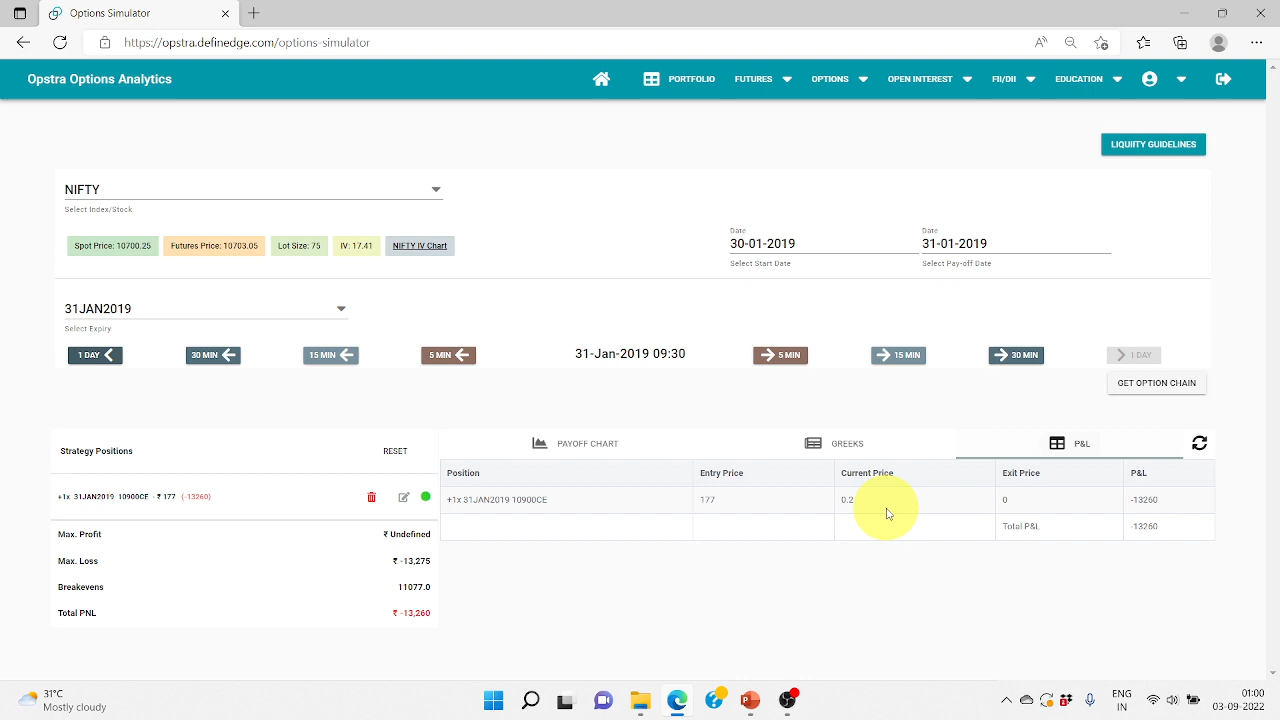 Options Simulator
https://opstra.definedge.com/options-simulator
Opstra Options Analytics
PORTFOLIO
FUTURES
OPTIONS
OPEN INTEREST
FII/DII
EDUCATION
LIQUIITY GUIDELINES
NIFTY
Select Index/Stock
Spot Price: 10700.25
Futures Price: 10703.05
Lot Size: 75
IV: 17.41
NIFTY IV Chart
Date
30-01-2019
Select Start Date
Date
31-01-2019
Select Pay-off Date
31JAN2019
Select Expiry
1 DAY
30 MIN
15 MIN
5 MIN
31-Jan-2019 09:30
5 MIN
15 MIN
30 MIN
1 DAY
GET OPTION CHAIN
Strategy Positions
RESET
+1x 31JAN2019 10900CE - ₹ 177 (-13260)
Max. Profit ₹ Undefined
Max. Loss ₹ -13,275
Breakevens 11077.0
Total PNL ₹ -13,260
PAYOFF CHART
GREEKS
P&L
Position Entry Price Current Price Exit Price P&L
+1x 31JAN2019 10900CE 177 0.2 0 -13260
Total P&L -13260
31°C
Mostly cloudy
ENG
IN
01:00
03-09-2022